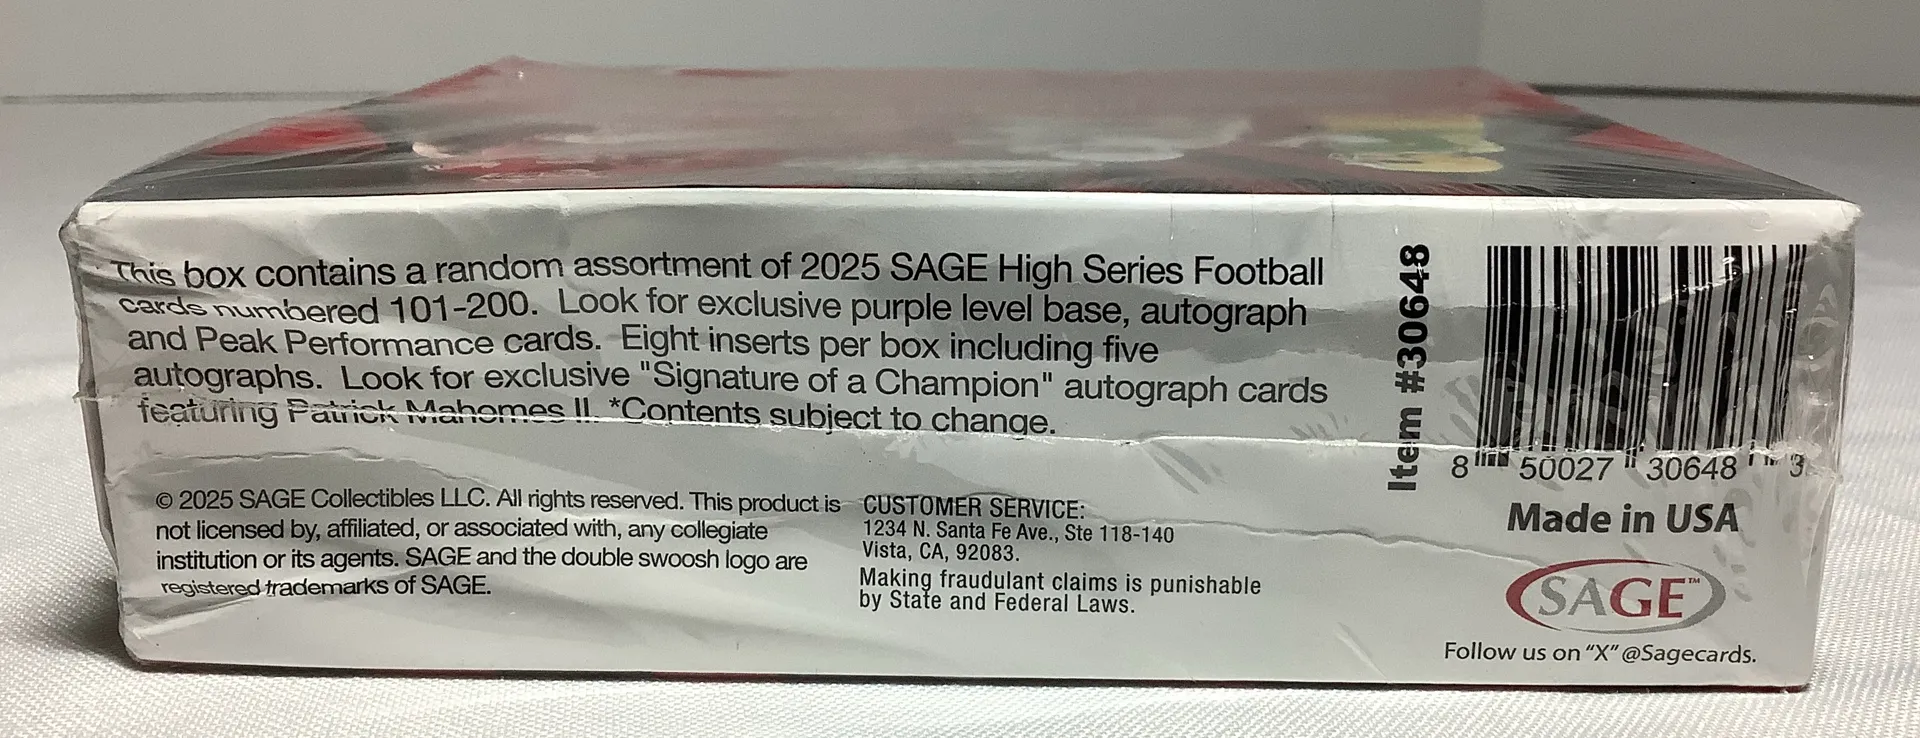 This box contains a random assortment of 2025 SAGE High Series Football
cards numbered 101-200. Look for exclusive purple level base, autograph
and Peak Performance cards. Eight inserts per box including five
autographs. Look for exclusive "Signature of a Champion" autograph cards
featuring Patrick Mahomes II. *Contents subject to change.
© 2025 SAGE Collectibles LLC. All rights reserved. This product is
not licensed by, affiliated, or associated with, any collegiate
institution or its agents. SAGE and the double swoosh logo are
registered trademarks of SAGE.
CUSTOMER SERVICE:
1234 N. Santa Fe Ave., Ste 118-140
Vista, CA, 92083.
Making fraudulant claims is punishable
by State and Federal Laws.
Item #30648
8 50027 30648 3
Made in USA
SAGE™
Follow us on "X" @Sagecards.